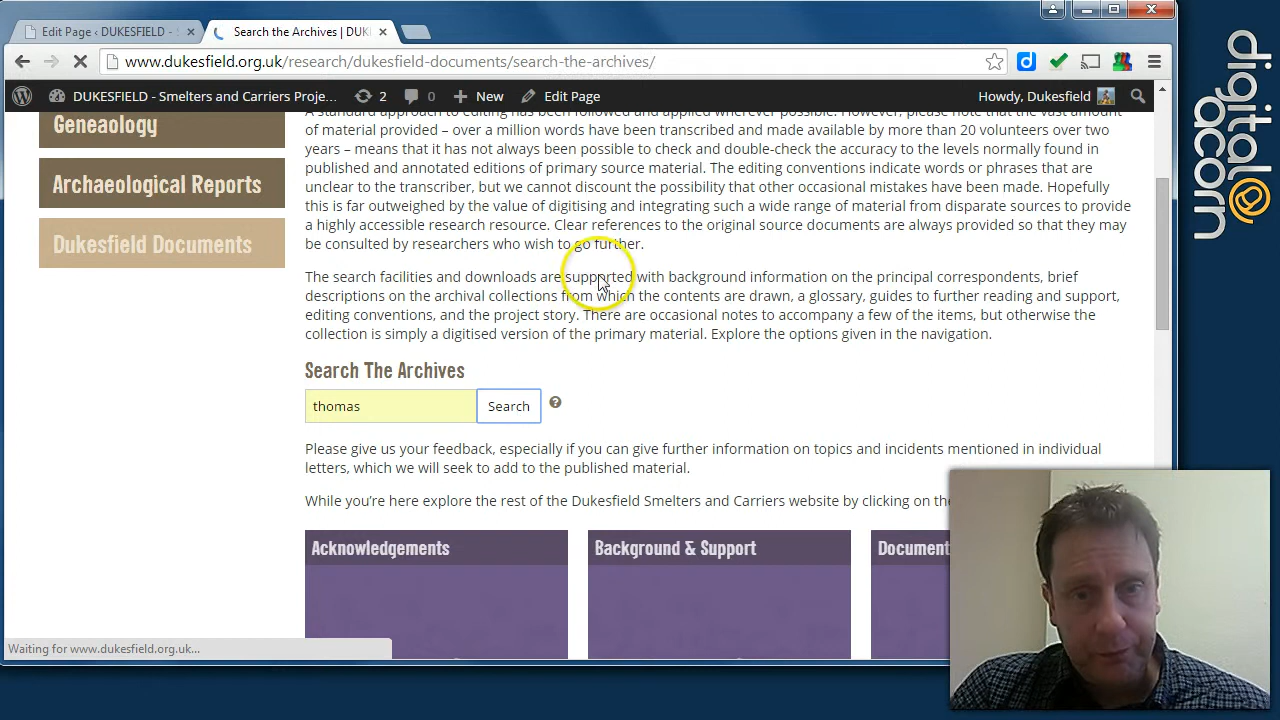 Edit Page ‹ DUKESFIELD - S
Search the Archives | DUK
www.dukesfield.org.uk/research/dukesfield-documents/search-the-archives/
DUKESFIELD - Smelters and Carriers Proje...
2
0
New
Edit Page
Howdy, Dukesfield
Geneaology
Archaeological Reports
Dukesfield Documents
A standard approach to editing has been followed and applied wherever possible. However, please note that the vast amount
of material provided – over a million words have been transcribed and made available by more than 20 volunteers over two
years – means that it has not always been possible to check and double-check the accuracy to the levels normally found in
published and annotated editions of primary source material. The editing conventions indicate words or phrases that are
unclear to the transcriber, but we cannot discount the possibility that other occasional mistakes have been made. Hopefully
this is far outweighed by the value of digitising and integrating such a wide range of material from disparate sources to provide
a highly accessible research resource. Clear references to the original source documents are always provided so that they may
be consulted by researchers who wish to go further.
The search facilities and downloads are supported with background information on the principal correspondents, brief
descriptions on the archival collections from which the contents are drawn, a glossary, guides to further reading and support,
editing conventions, and the project story. There are occasional notes to accompany a few of the items, but otherwise the
collection is simply a digitised version of the primary material. Explore the options given in the navigation.
Search The Archives
thomas
Search
?
Please give us your feedback, especially if you can give further information on topics and incidents mentioned in individual
letters, which we will seek to add to the published material.
While you're here explore the rest of the Dukesfield Smelters and Carriers website by clicking on the
Acknowledgements
Background & Support
Document
Waiting for www.dukesfield.org.uk...
digital@
acorn